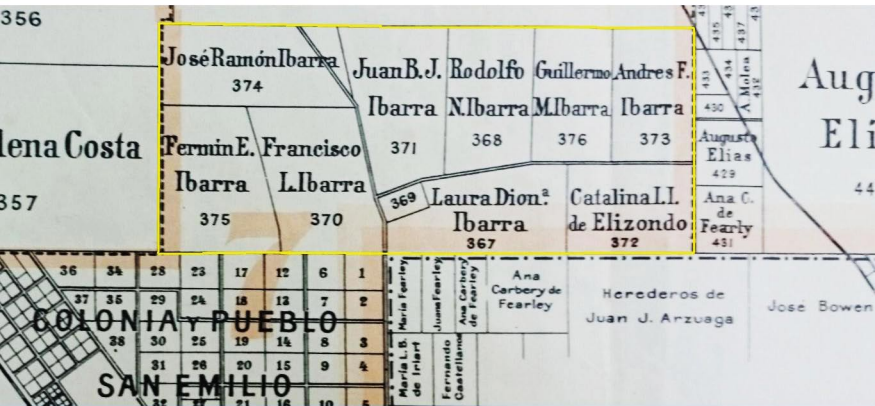 356
lena Costa
357
José Ramón Ibarra
374
Juan B. J.
Ibarra
371
Rodolfo
N. Ibarra
368
Guillermo
M. Ibarra
376
Andres F.
Ibarra
373
Fermin E.
Ibarra
375
Francisco
L. Ibarra
370
369
Laura Dion.ª
Ibarra
367
Catalina I. I.
de Elizondo
372
435
437
434
433
432
A Molea
430
Augusto
Elias
429
Ana C.
de
Fearly
431
Aug
Eli
44
7
36 34 28 23 17 12 6 1
37 35 29 24 18 13 7 2
COLONIA Y PUEBLO
38 30 25 19 14 8 3
31 26 20 15 9 4
SAN EMILIO
32 21 16 10 5
Maria Fearley
Juana Fearley
Ana Carbery
de Fearley
Ana
Carbery de
Fearley
Herederos de
Juan J. Arzuaga
José Bowen
Maria L. B.
de Iriart
Fernando
Castellano